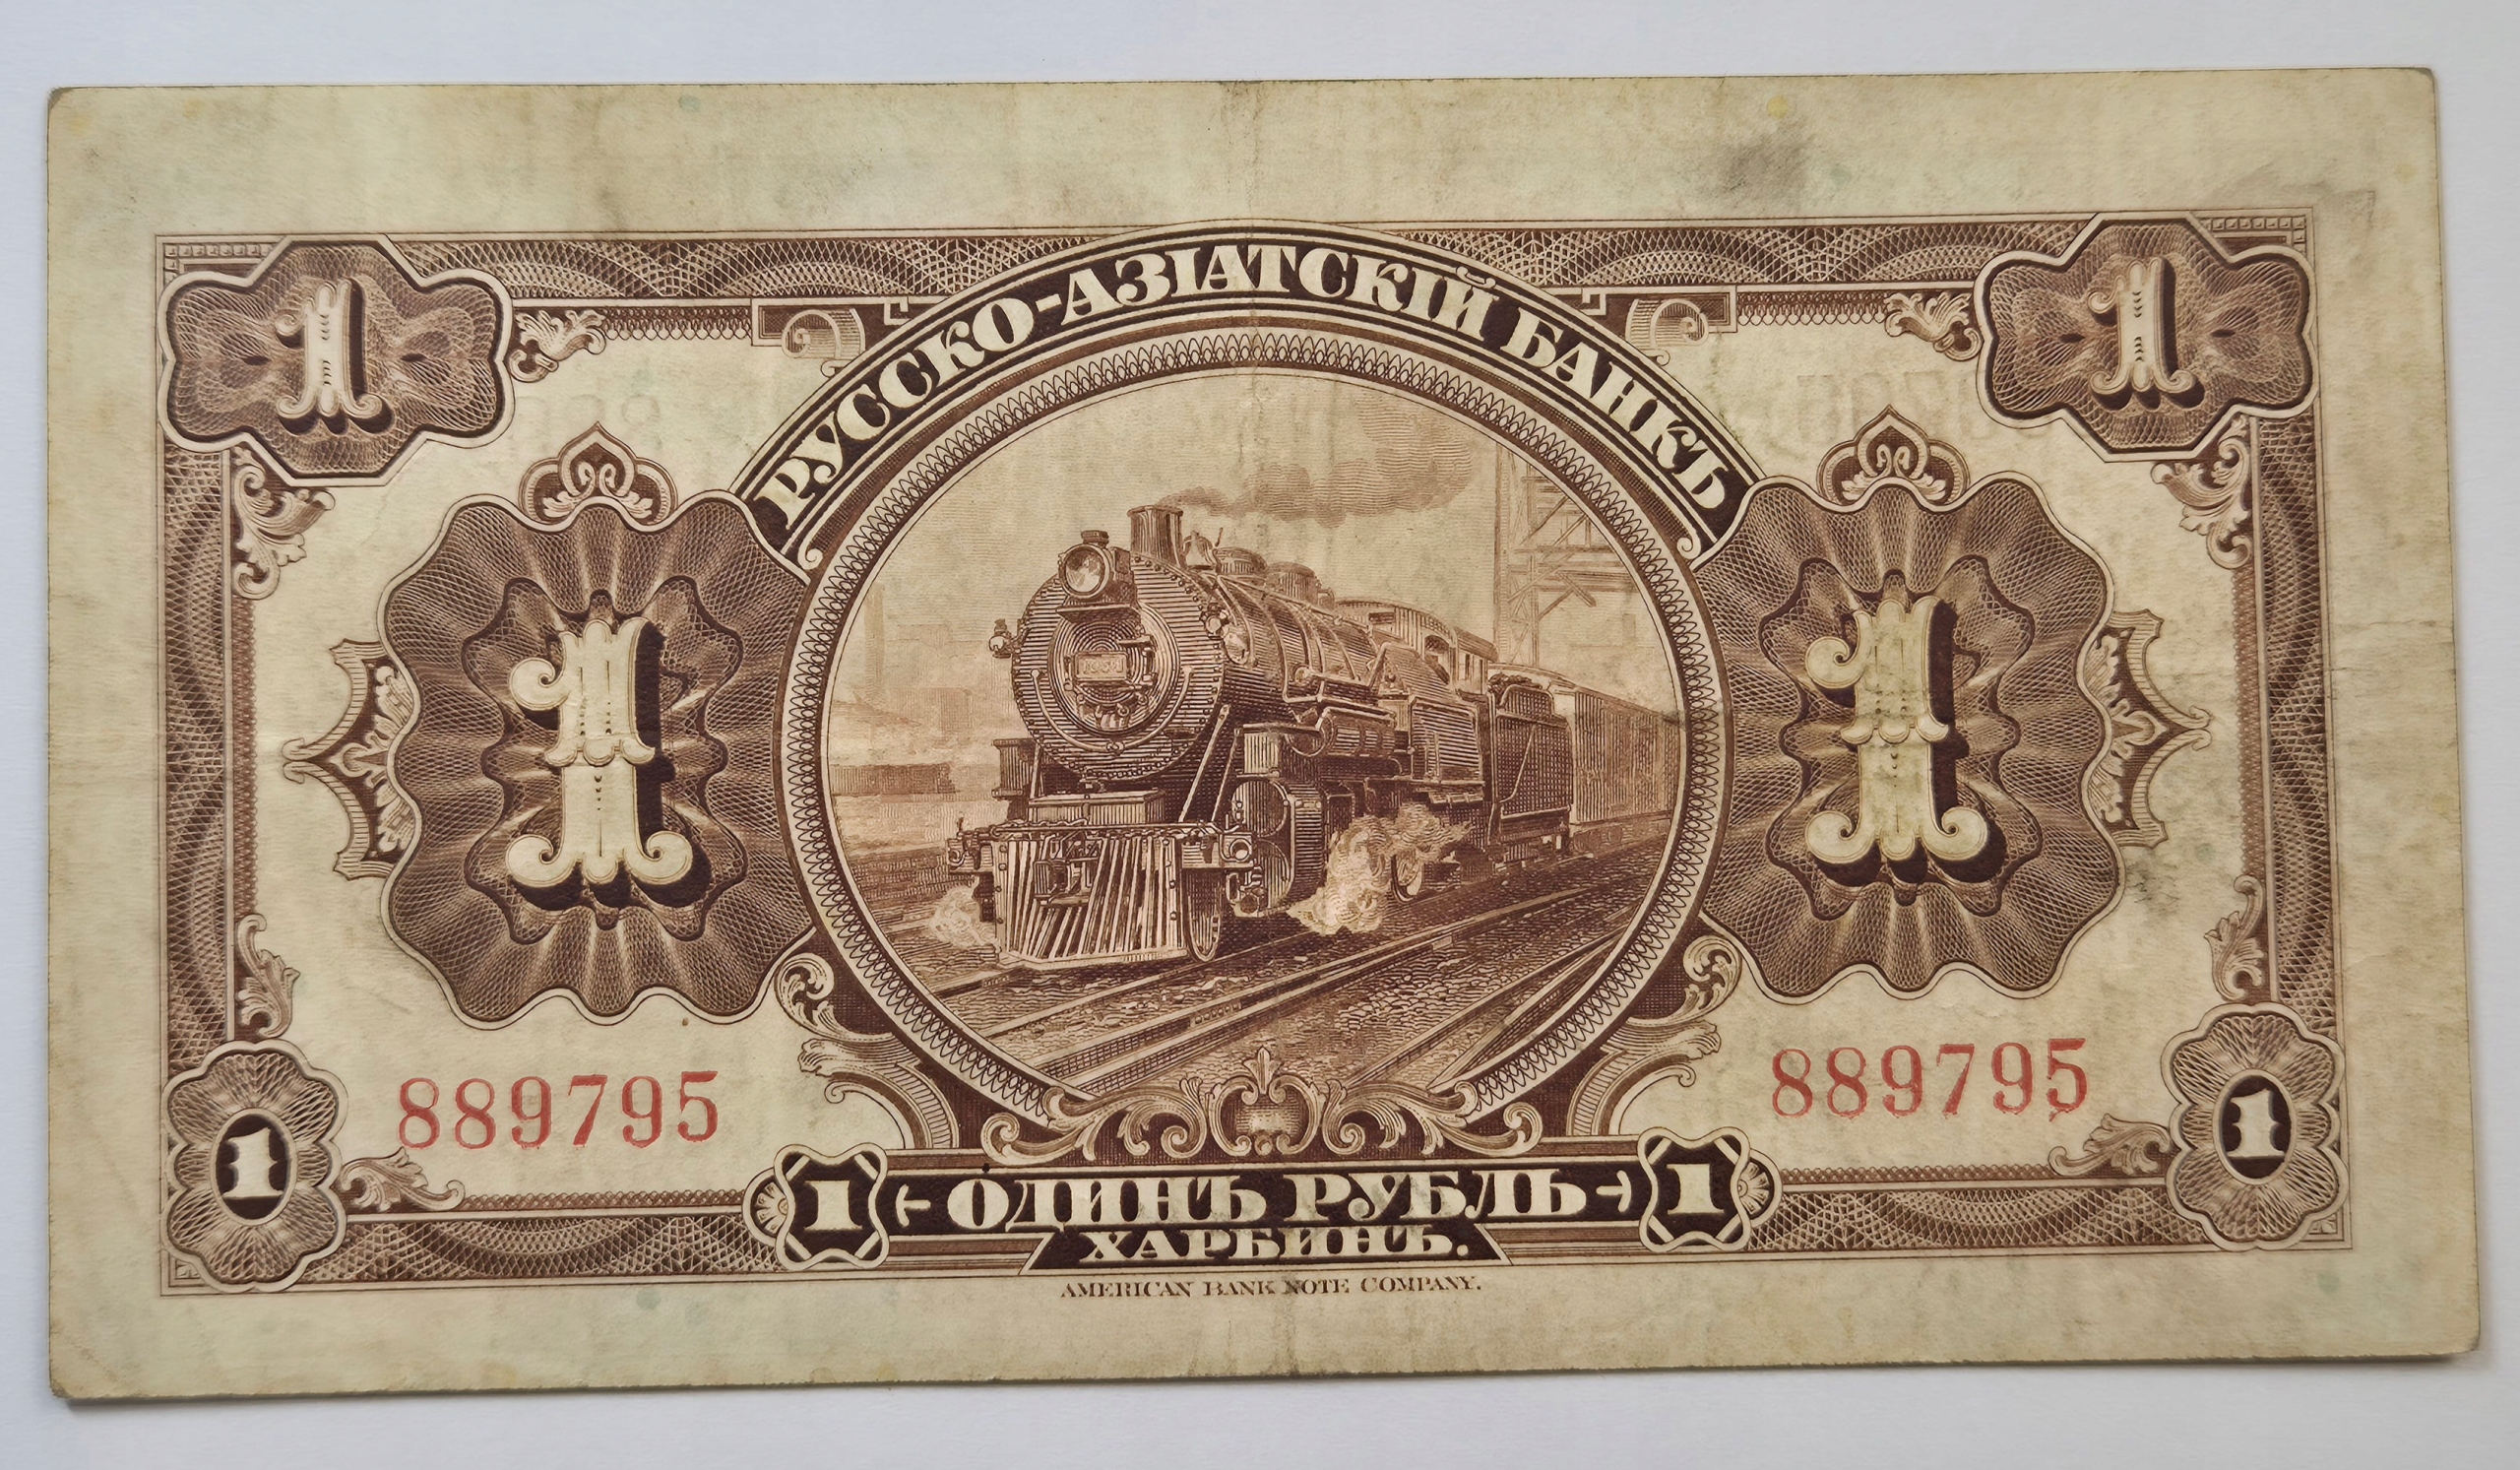 1 1
РУССКО-АЗІАТСКІЙ БАНКЪ
1 1
889795 889795
1 1 ОДИНЪ РУБЛЬ 1 1
ХАРБИНЪ.
AMERICAN BANK NOTE COMPANY.